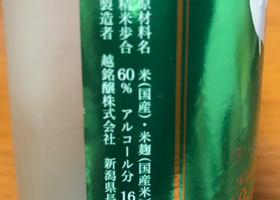 原材料名 米(国産)・米麹(国産米)
精米歩合 60% アルコール分 16
製造者 越銘醸株式会社 新潟県長